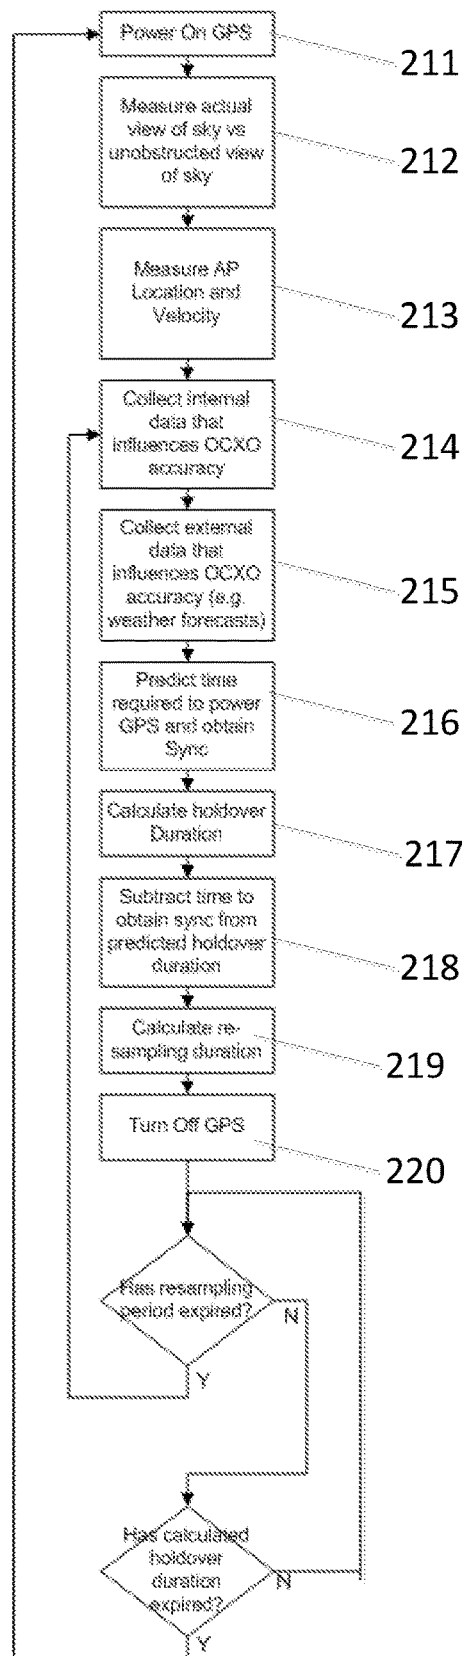 Power On GPS
211
Measure actual
view of sky vs
unobstructed view
of sky
212
Measure AP
Location and
Velocity
213
Collect internal
data that
influences OCXO
accuracy
214
Collect external
data that
influences OCXO
accuracy (e.g.
weather forecasts)
215
Predict time
required to power
GPS and obtain
Sync
216
Calculate holdover
Duration
217
Subtract time to
obtain sync from
predicted holdover
duration
218
Calculate re-
sampling duration
219
Turn Off GPS
220
Has resampling
period expired?
N
Y
Has calculated
holdover
duration
expired?
N
Y